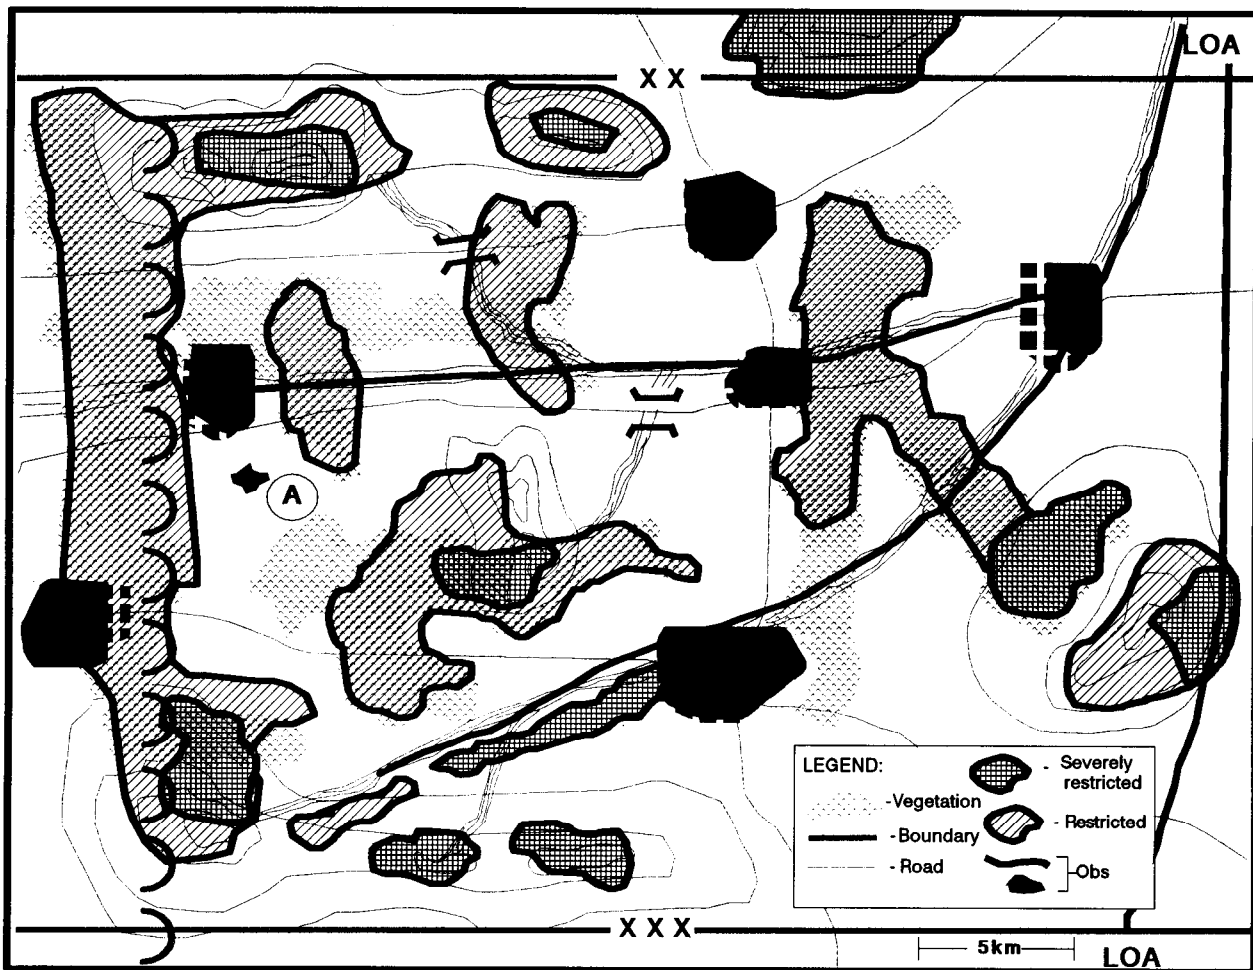 LOA
X X
A
LEGEND:
- Severely
restricted
- Vegetation
- Boundary
- Restricted
- Road
- Obs
X X X
5km
LOA